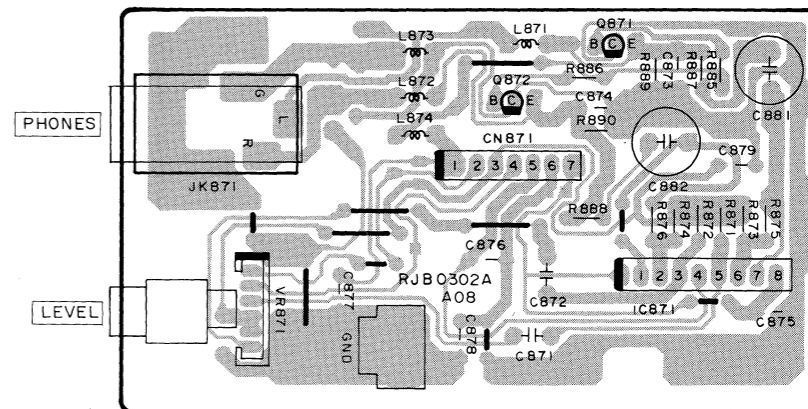 Q871
L873
L871
B C E
R886
R889
C873
R887
R885
L872
Q872
B C E
C874
R890
C881
PHONES
G
L
R
L874
CN871
1 2 3 4 5 6 7
C879
JK871
C882
R888
R876
R874
R872
R871
R873
R875
C876
RJB0302A
A08
C877
VR871
C872
1 2 3 4 5 6 7 8
IC871
C875
LEVEL
GND
C878
C871